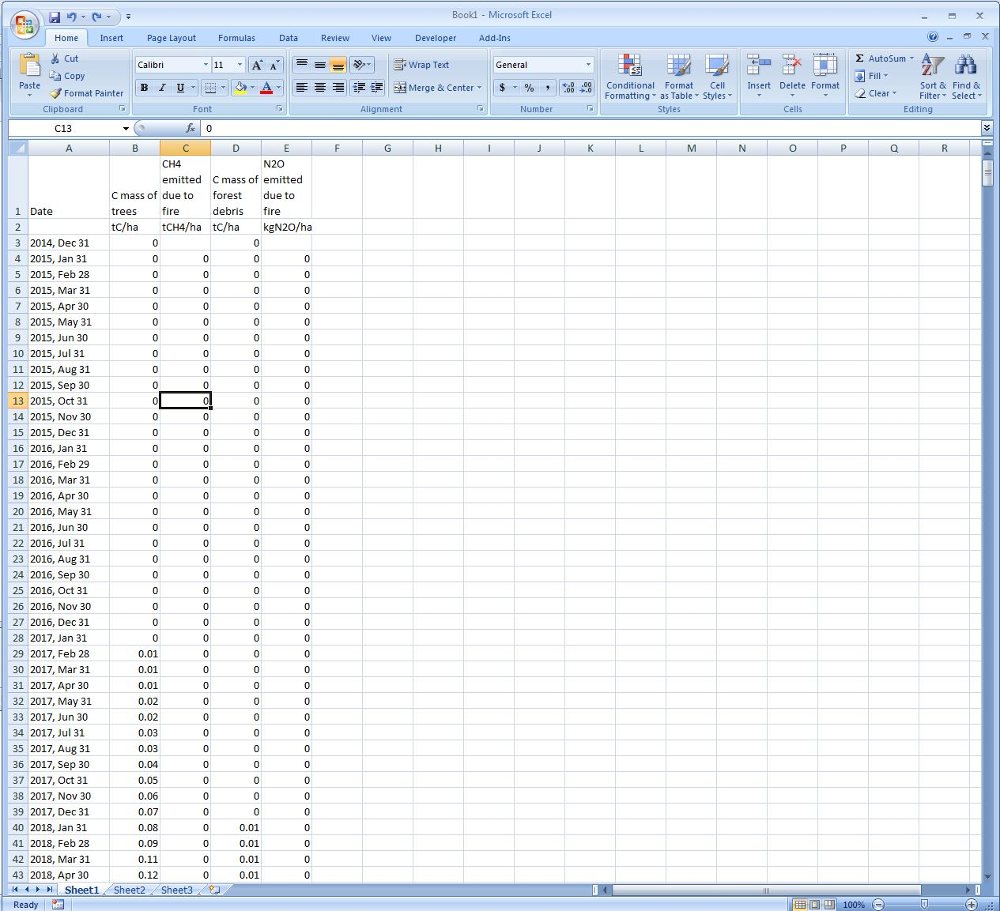 Book1 - Microsoft Excel
Home Insert Page Layout Formulas Data Review View Developer Add-Ins
Paste
Cut
Copy
Format Painter
Clipboard
Calibri 11
B I U
Font
Wrap Text
Merge & Center
Alignment
General
$ % ,
Number
Conditional Formatting
Format as Table
Cell Styles
Styles
Insert Delete Format
Cells
Σ AutoSum
Fill
Clear
Sort & Filter
Find & Select
Editing
C13 fx 0
A B C D E F G H I J K L M N O P Q R
1 Date C mass of trees CH4 emitted due to fire C mass of forest debris N2O emitted due to fire
2 tC/ha tCH4/ha tC/ha kgN2O/ha
3 2014, Dec 31 0 0
4 2015, Jan 31 0 0 0 0
5 2015, Feb 28 0 0 0 0
6 2015, Mar 31 0 0 0 0
7 2015, Apr 30 0 0 0 0
8 2015, May 31 0 0 0 0
9 2015, Jun 30 0 0 0 0
10 2015, Jul 31 0 0 0 0
11 2015, Aug 31 0 0 0 0
12 2015, Sep 30 0 0 0 0
13 2015, Oct 31 0 0 0 0
14 2015, Nov 30 0 0 0 0
15 2015, Dec 31 0 0 0 0
16 2016, Jan 31 0 0 0 0
17 2016, Feb 29 0 0 0 0
18 2016, Mar 31 0 0 0 0
19 2016, Apr 30 0 0 0 0
20 2016, May 31 0 0 0 0
21 2016, Jun 30 0 0 0 0
22 2016, Jul 31 0 0 0 0
23 2016, Aug 31 0 0 0 0
24 2016, Sep 30 0 0 0 0
25 2016, Oct 31 0 0 0 0
26 2016, Nov 30 0 0 0 0
27 2016, Dec 31 0 0 0 0
28 2017, Jan 31 0 0 0 0
29 2017, Feb 28 0.01 0 0 0
30 2017, Mar 31 0.01 0 0 0
31 2017, Apr 30 0.01 0 0 0
32 2017, May 31 0.02 0 0 0
33 2017, Jun 30 0.02 0 0 0
34 2017, Jul 31 0.03 0 0 0
35 2017, Aug 31 0.03 0 0 0
36 2017, Sep 30 0.04 0 0 0
37 2017, Oct 31 0.05 0 0 0
38 2017, Nov 30 0.06 0 0 0
39 2017, Dec 31 0.07 0 0 0
40 2018, Jan 31 0.08 0 0.01 0
41 2018, Feb 28 0.09 0 0.01 0
42 2018, Mar 31 0.11 0 0.01 0
43 2018, Apr 30 0.12 0 0.01 0
Sheet1 Sheet2 Sheet3
Ready 100%